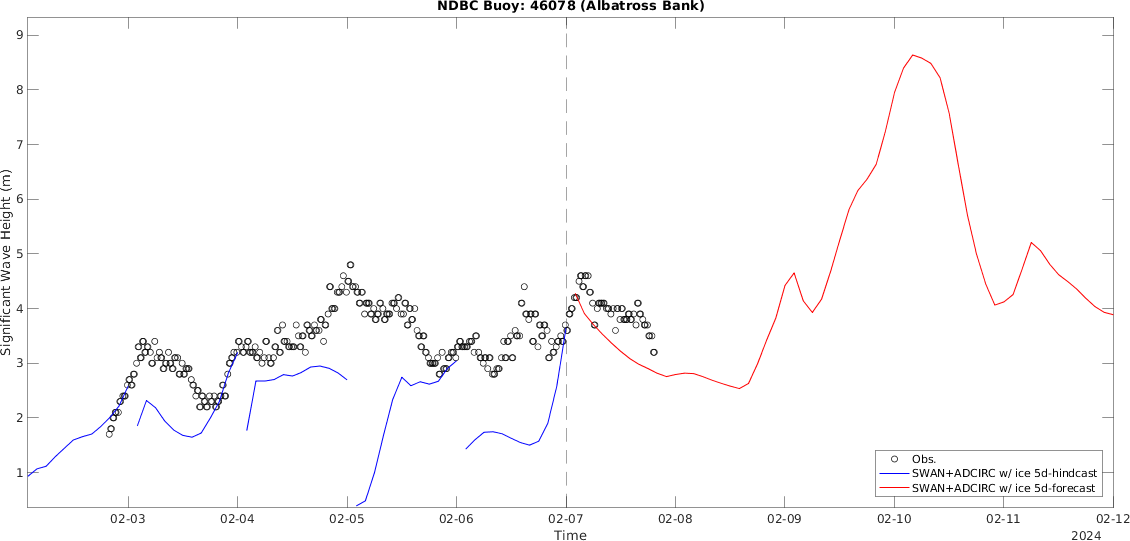 NDBC Buoy: 46078 (Albatross Bank)
9
8
7
6
5
4
3
2
1
Significant Wave Height (m)
Obs.
SWAN+ADCIRC w/ ice 5d-hindcast
SWAN+ADCIRC w/ ice 5d-forecast
02-03 02-04 02-05 02-06 02-07 02-08 02-09 02-10 02-11 02-12
Time
2024